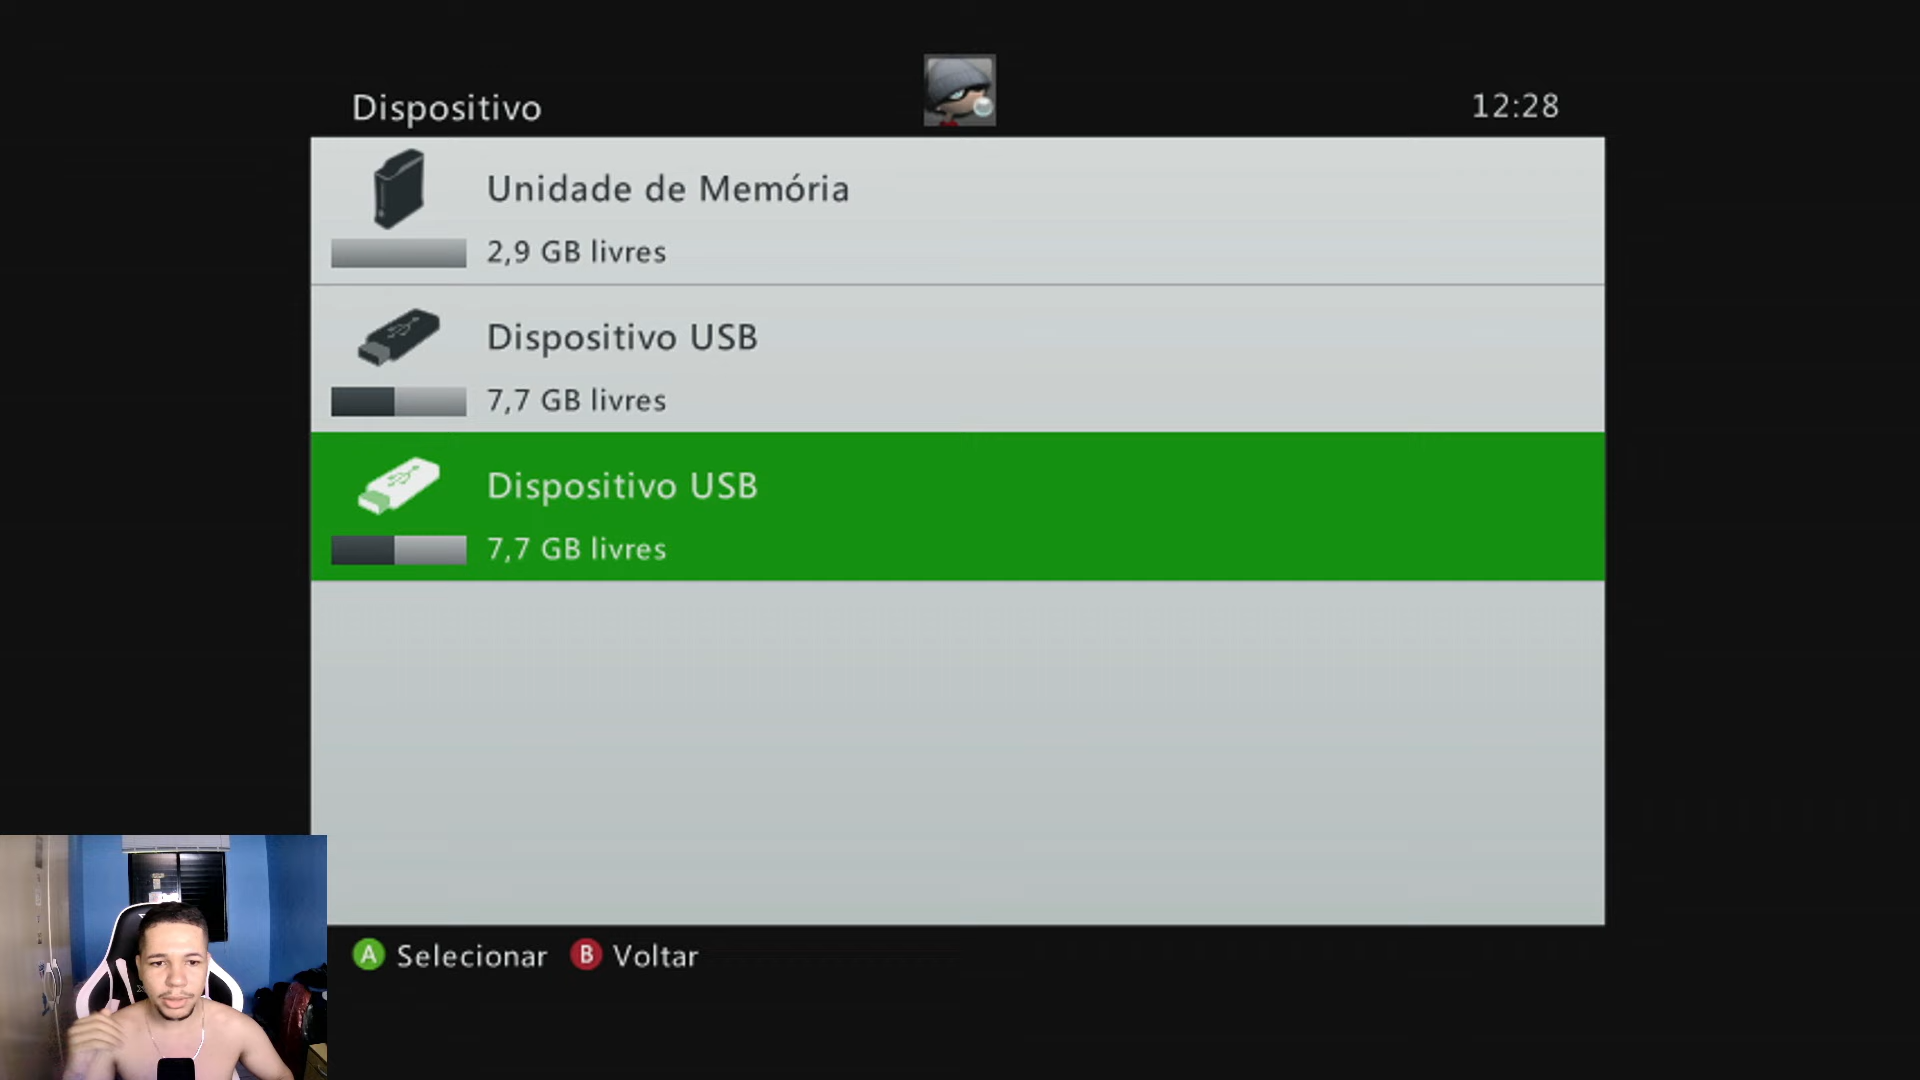 Dispositivo
12:28
Unidade de Memória
2,9 GB livres
Dispositivo USB
7,7 GB livres
Dispositivo USB
7,7 GB livres
A Selecionar B Voltar